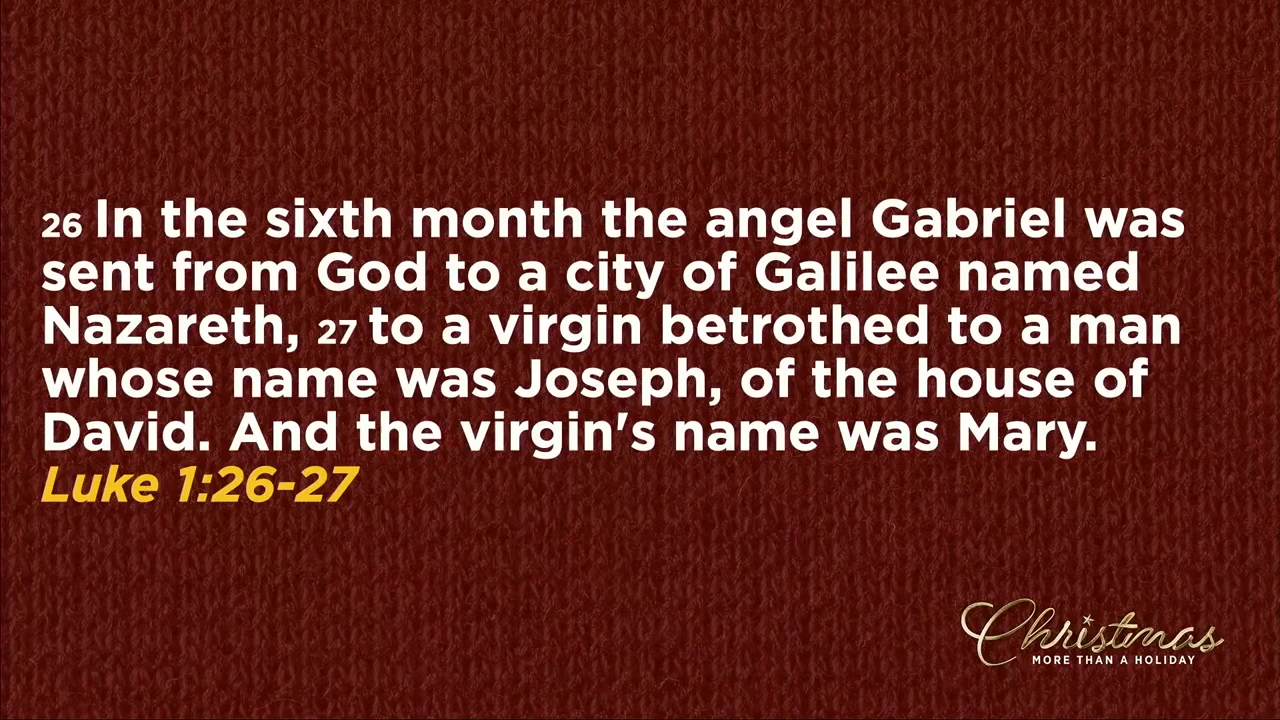 26 In the sixth month the angel Gabriel was
sent from God to a city of Galilee named
Nazareth, 27 to a virgin betrothed to a man
whose name was Joseph, of the house of
David. And the virgin's name was Mary.
Luke 1:26-27
Christmas
MORE THAN A HOLIDAY